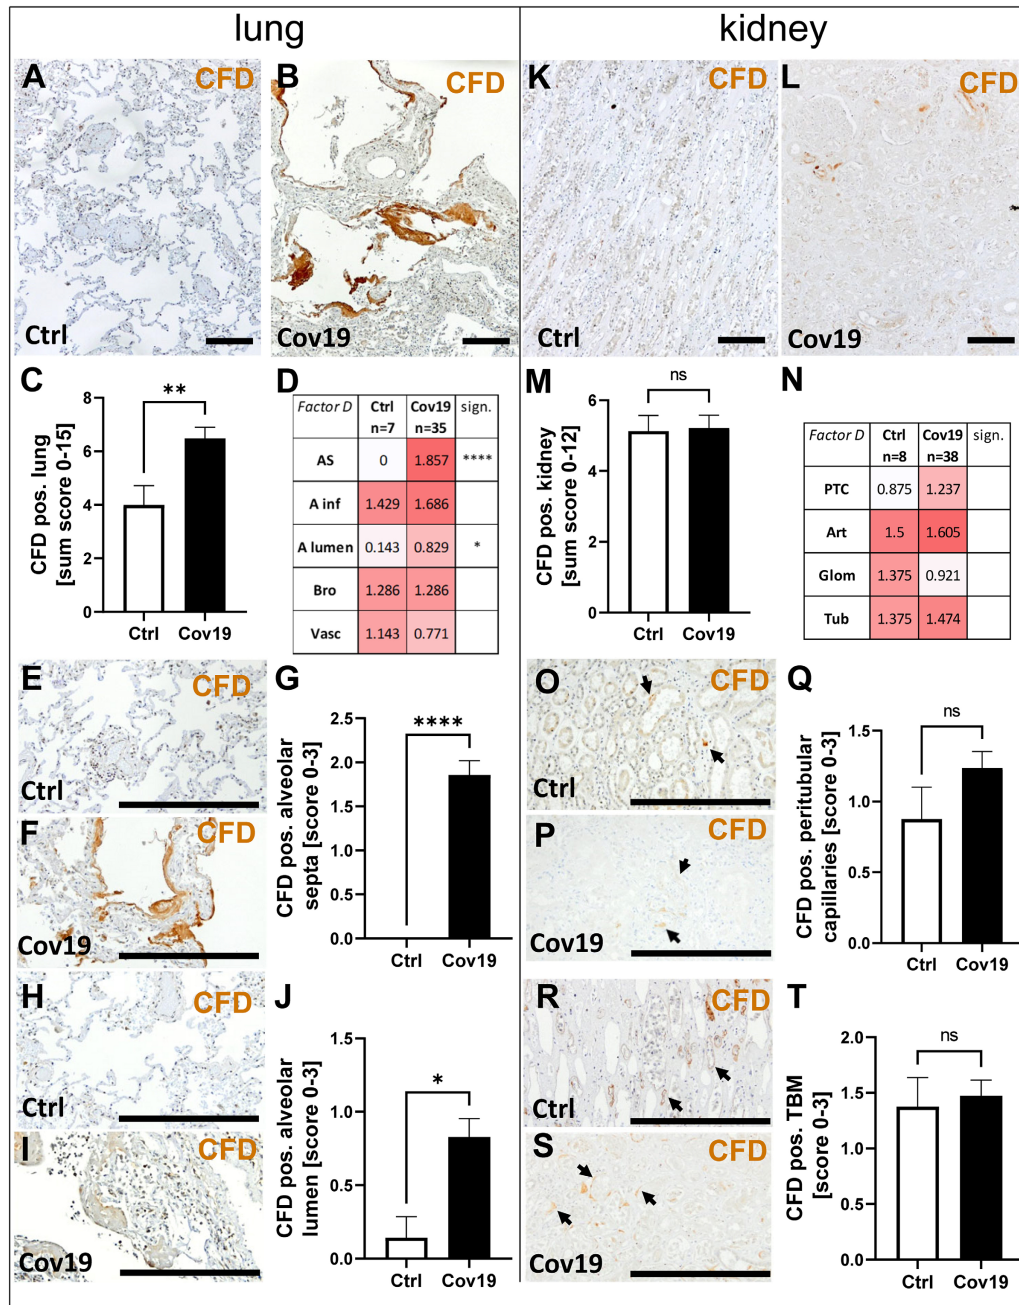 lung
kidney
A
CFD
Ctrl
B
CFD
Cov19
K
CFD
Ctrl
L
CFD
Cov19
C
CFD pos. lung
[sum score 0-15]
8
6
4
2
0
**
Ctrl
Cov19
D
Factor D
Ctrl
n=7
Cov19
n=35
sign.
AS
0
1.857
****
A inf
1.429
1.686
A lumen
0.143
0.829
*
Bro
1.286
1.286
Vasc
1.143
0.771
M
CFD pos. kidney
[sum score 0-12]
6
4
2
0
ns
Ctrl
Cov19
N
Factor D
Ctrl
n=8
Cov19
n=38
sign.
PTC
0.875
1.237
Art
1.5
1.605
Glom
1.375
0.921
Tub
1.375
1.474
E
CFD
Ctrl
F
CFD
Cov19
G
CFD pos. alveolar
septa [score 0-3]
2.5
2.0
1.5
1.0
0.5
0.0
****
Ctrl
Cov19
O
CFD
Ctrl
P
CFD
Cov19
Q
CFD pos. peritubular
capillaries [score 0-3]
1.5
1.0
0.5
0.0
ns
Ctrl
Cov19
H
CFD
Ctrl
I
CFD
Cov19
J
CFD pos. alveolar
lumen [score 0-3]
1.5
1.0
0.5
0.0
*
Ctrl
Cov19
R
CFD
Ctrl
S
CFD
Cov19
T
CFD pos. TBM
[score 0-3]
2.0
1.5
1.0
0.5
0.0
ns
Ctrl
Cov19